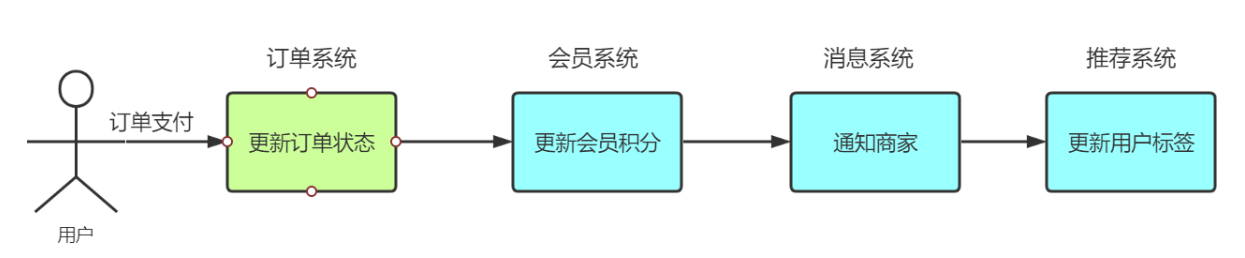 订单系统
会员系统
消息系统
推荐系统
订单支付
更新订单状态
更新会员积分
通知商家
更新用户标签
用户